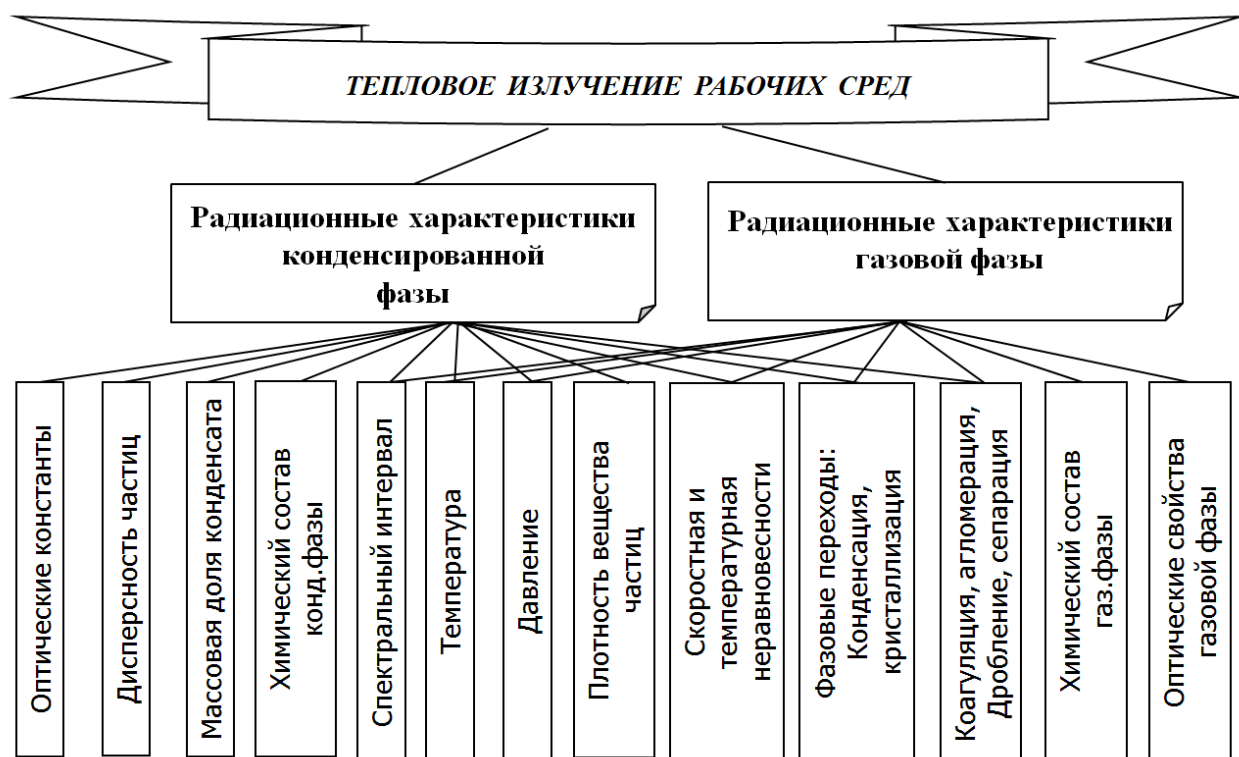 ТЕПЛОВОЕ ИЗЛУЧЕНИЕ РАБОЧИХ СРЕД
Радиационные характеристики
конденсированной
фазы
Радиационные характеристики
газовой фазы
Оптические константы
Дисперсность частиц
Массовая доля конденсата
Химический состав
конд.фазы
Спектральный интервал
Температура
Давление
Плотность вещества
частиц
Скоростная и
температурная
неравновесности
Фазовые переходы:
Конденсация,
кристаллизация
Коагуляция, агломерация,
Дробление, сепарация
Химический состав
газ.фазы
Оптические свойства
газовой фазы